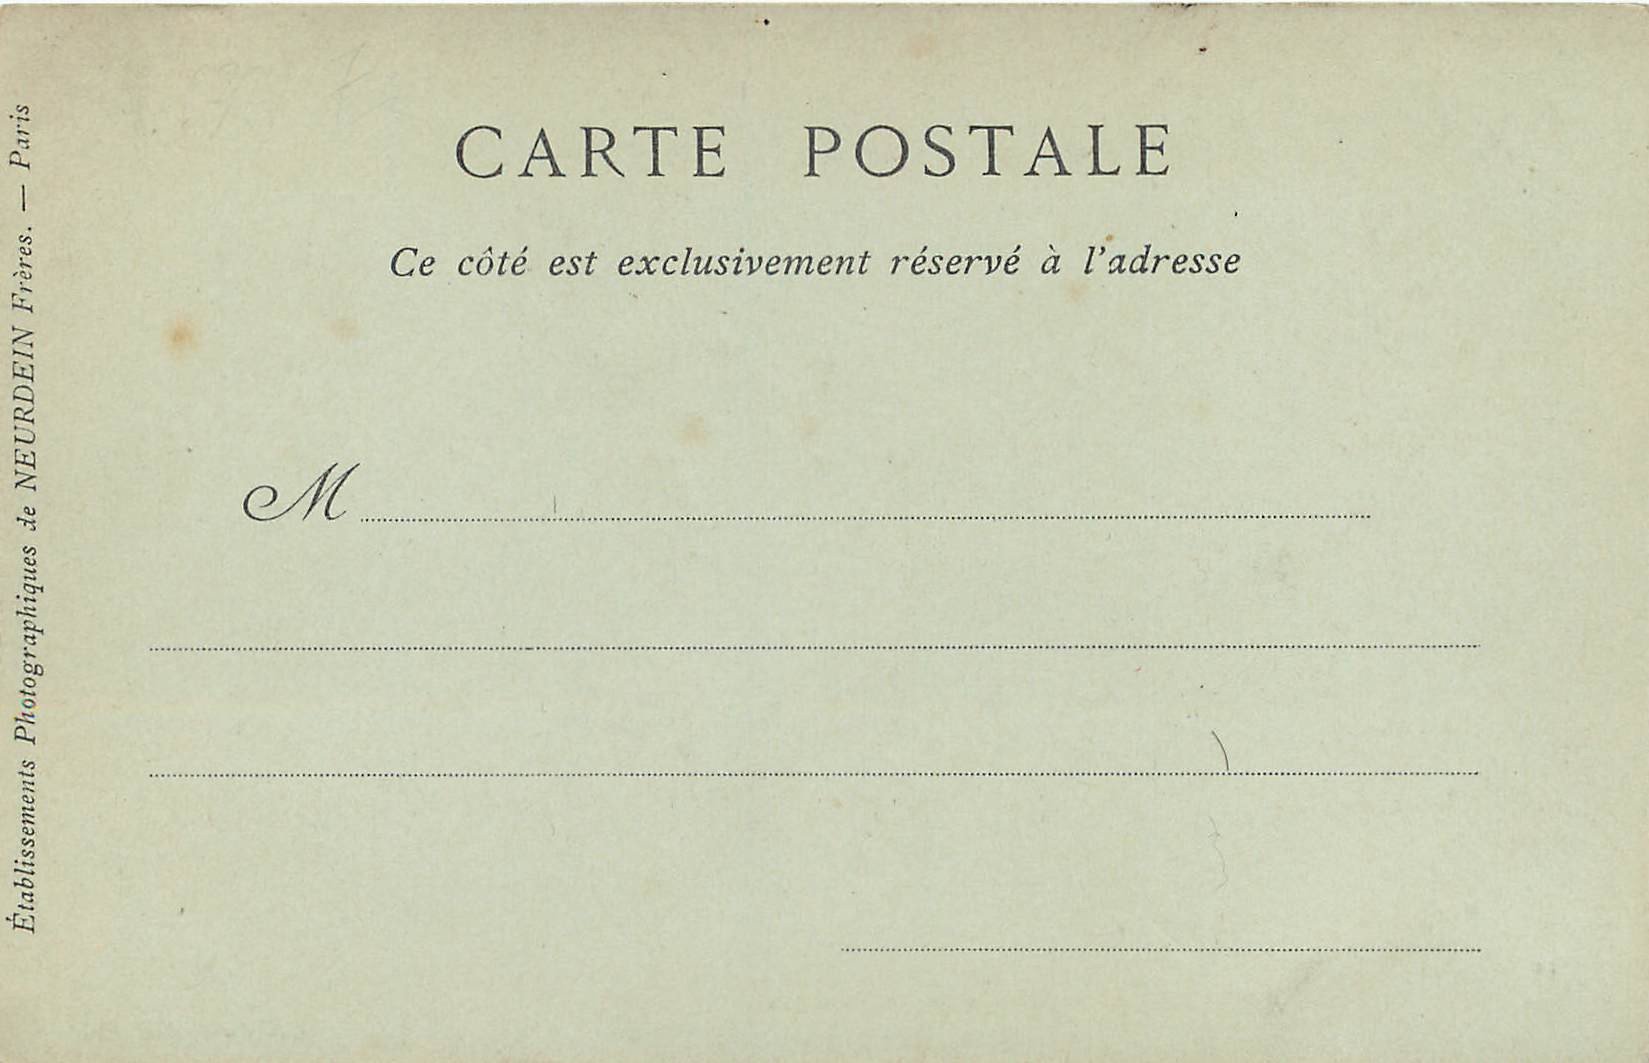 CARTE POSTALE
Ce côté est exclusivement réservé à l'adresse
M
Établissements Photographiques de NEURDEIN Frères. — Paris